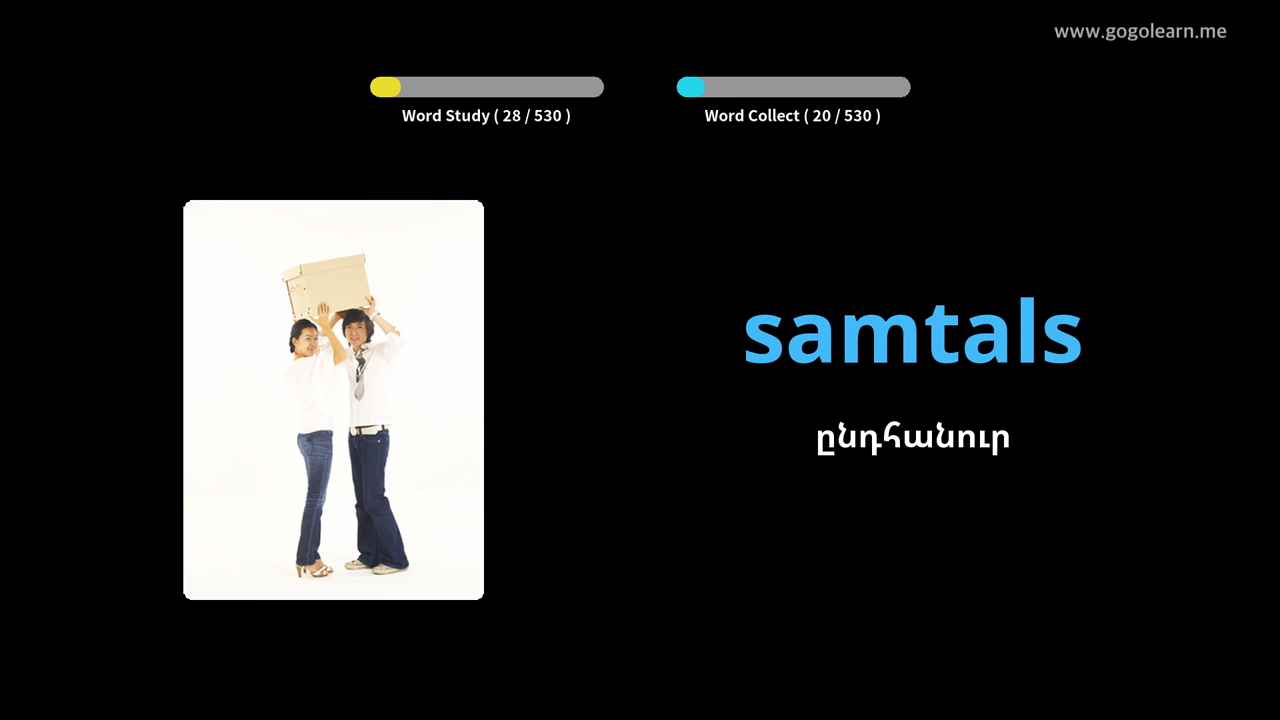 www.gogolearn.me
Word Study ( 28 / 530 )
Word Collect ( 20 / 530 )
samtals
ընդհանուր